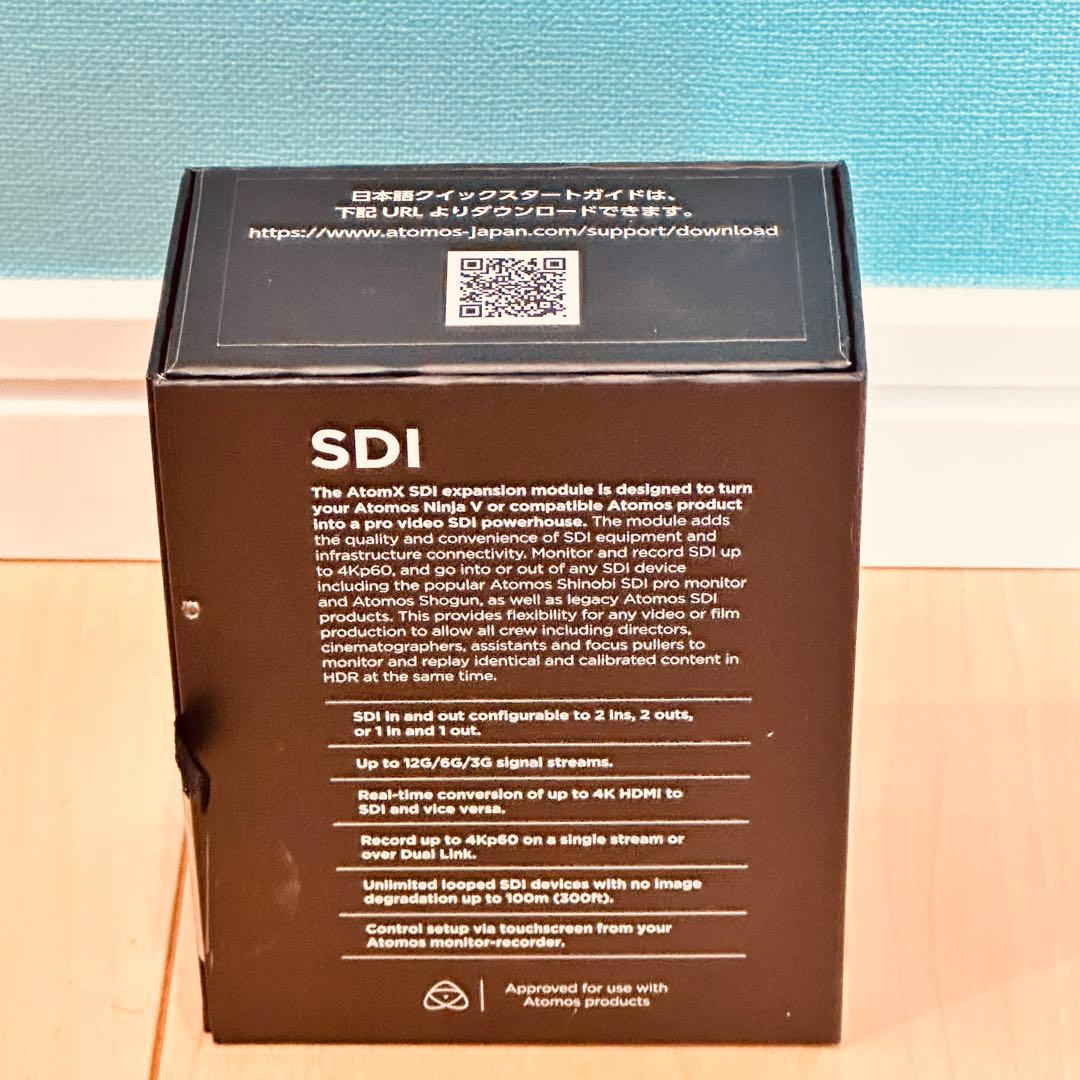 日本語クイックスタートガイドは、
下記 URL よりダウンロードできます。
https://www.atomos-japan.com/support/download
SDI
The AtomX SDI expansion module is designed to turn
your Atomos Ninja V or compatible Atomos product
into a pro video SDI powerhouse. The module adds
the quality and convenience of SDI equipment and
infrastructure connectivity. Monitor and record SDI up
to 4Kp60, and go into or out of any SDI device
including the popular Atomos Shinobi SDI pro monitor
and Atomos Shogun, as well as legacy Atomos SDI
products. This provides flexibility for any video or film
production to allow all crew including directors,
cinematographers, assistants and focus pullers to
monitor and replay identical and calibrated content in
HDR at the same time.
SDI in and out configurable to 2 ins, 2 outs,
or 1 in and 1 out.
Up to 12G/6G/3G signal streams.
Real-time conversion of up to 4K HDMI to
SDI and vice versa.
Record up to 4Kp60 on a single stream or
over Dual Link.
Unlimited looped SDI devices with no image
degradation up to 100m (300ft).
Control setup via touchscreen from your
Atomos monitor-recorder.
Approved for use with
Atomos products